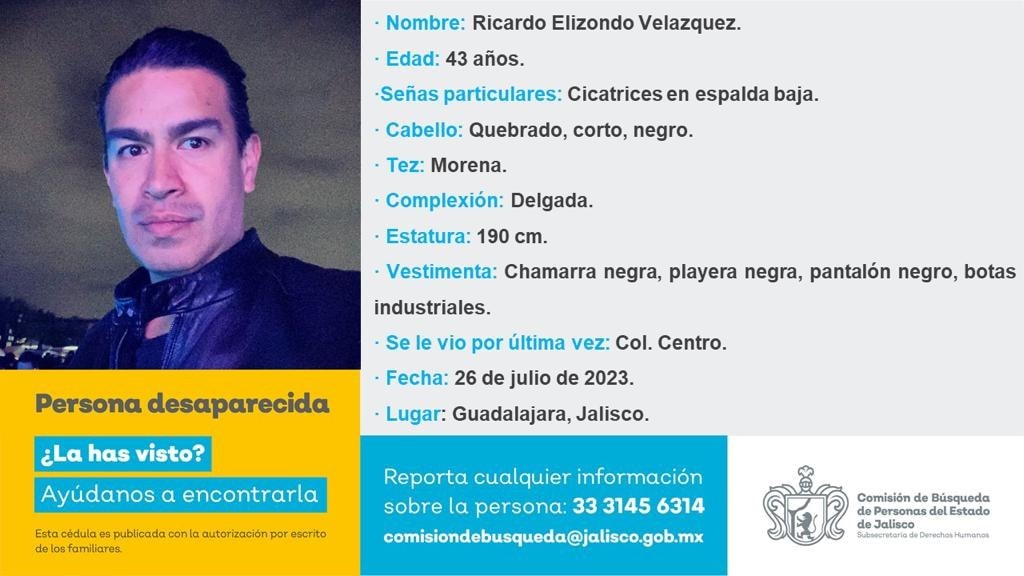 · Nombre: Ricardo Elizondo Velazquez.
· Edad: 43 años.
·Señas particulares: Cicatrices en espalda baja.
· Cabello: Quebrado, corto, negro.
· Tez: Morena.
· Complexión: Delgada.
· Estatura: 190 cm.
· Vestimenta: Chamarra negra, playera negra, pantalón negro, botas
industriales.
· Se le vio por última vez: Col. Centro.
· Fecha: 26 de julio de 2023.
· Lugar: Guadalajara, Jalisco.
Persona desaparecida
¿La has visto?
Ayúdanos a encontrarla
Esta cédula es publicada con la autorización por escrito
de los familiares.
Reporta cualquier información
sobre la persona: 33 3145 6314
comisiondebusqueda@jalisco.gob.mx
Comisión de Búsqueda
de Personas del Estado
de Jalisco
Subsecretaría de Derechos Humanos